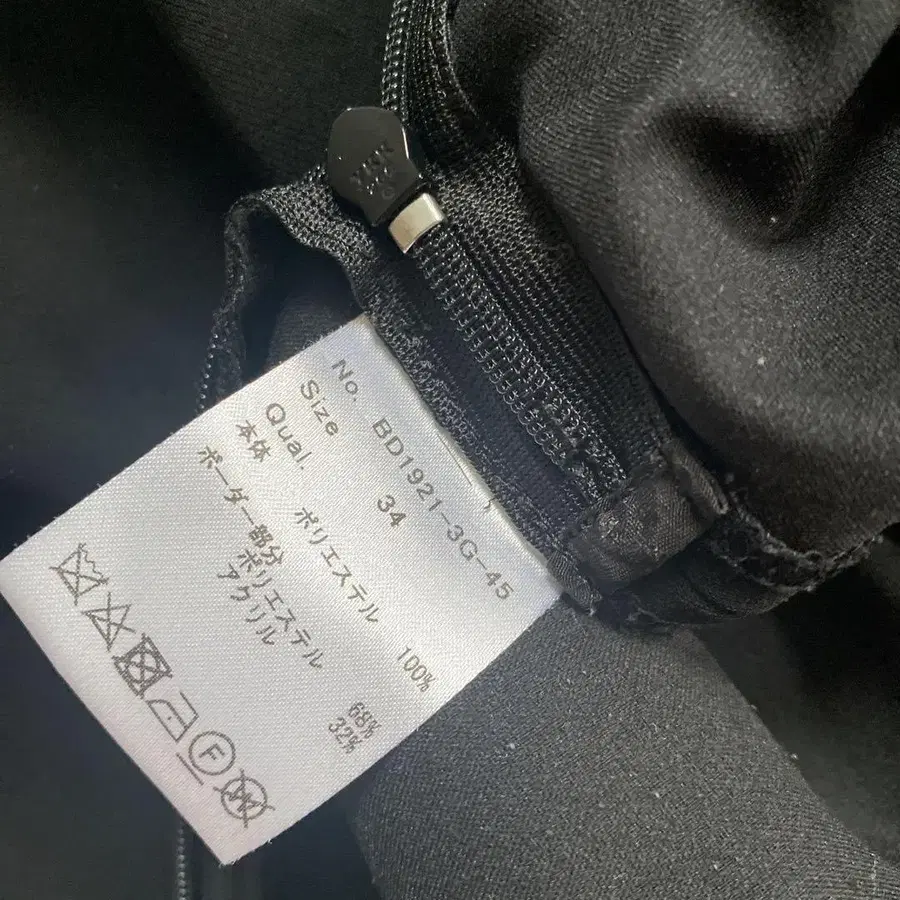 No. BD1921-3G-45
Size 34
Qual.
本体 ポリエステル 100%
ボーダー部分
ポリエステル 68%
アクリル 32%
F
W
YKK